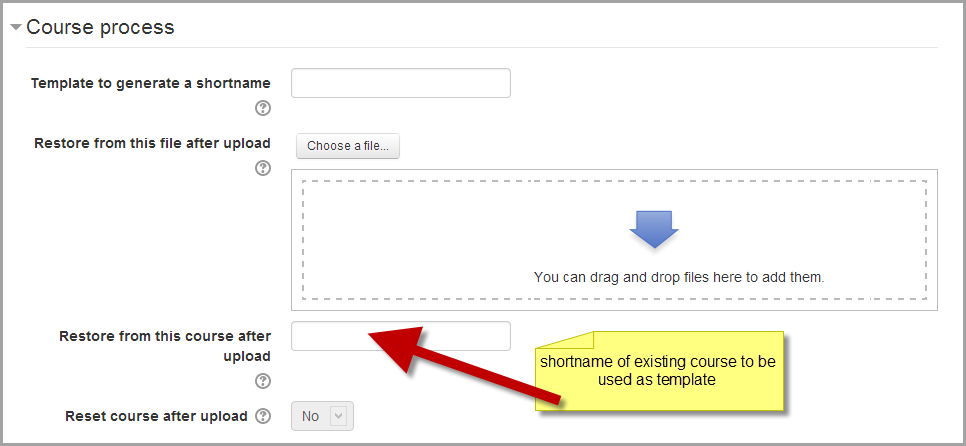 Course process
Template to generate a shortname
?
Restore from this file after upload
Choose a file...
?
You can drag and drop files here to add them.
Restore from this course after
upload
?
shortname of existing course to be
used as template
Reset course after upload ?
No